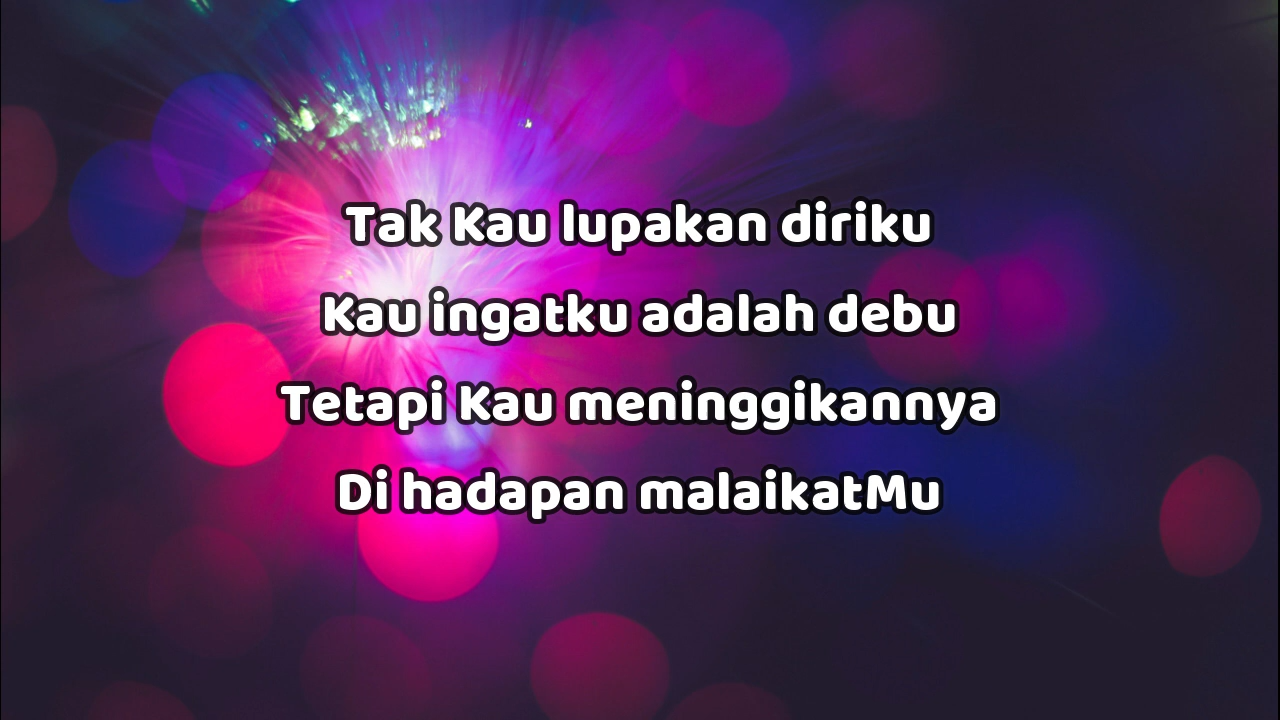 Tak Kau lupakan diriku
Kau ingatku adalah debu
Tetapi Kau meninggikannya
Di hadapan malaikatMu